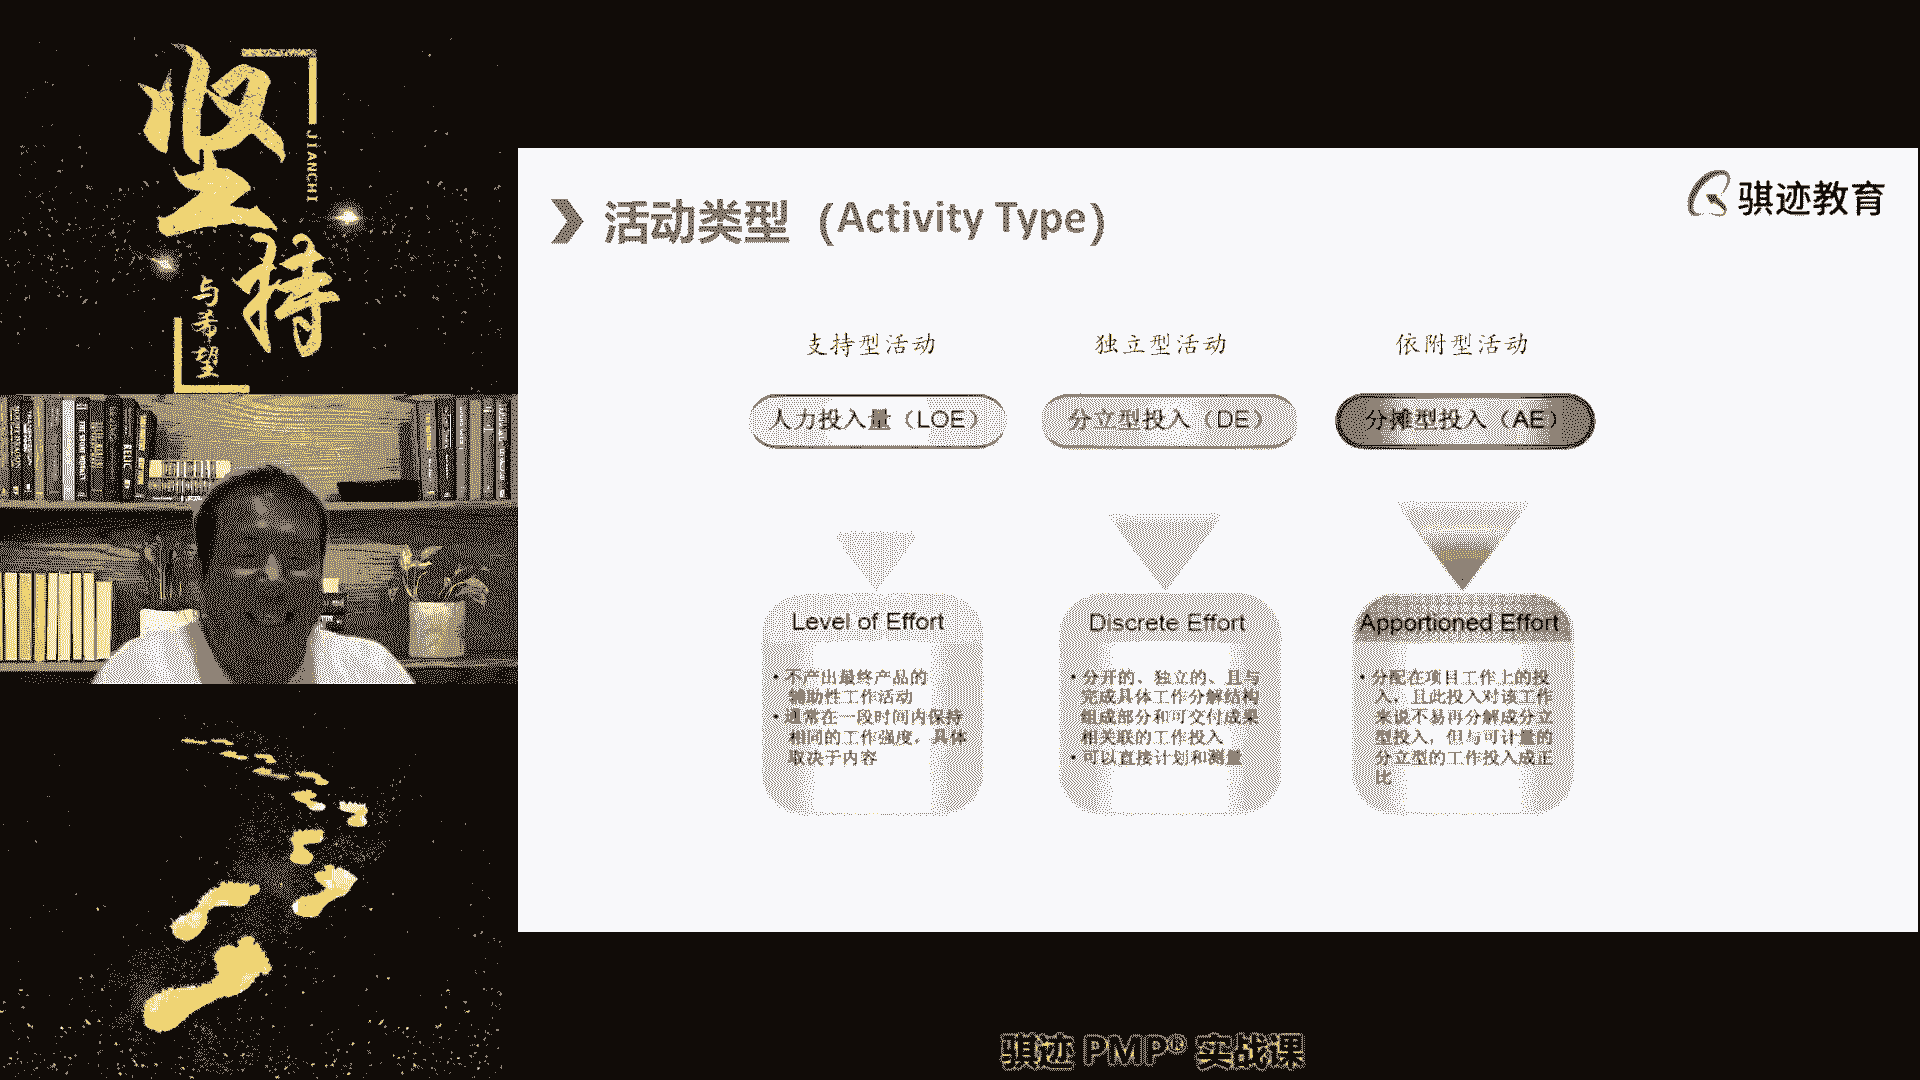 坚持
JIANCHI
与希望
骐迹教育
活动类型（Activity Type）
支持型活动
独立型活动
依附型活动
人力投入量（LOE）
分立型投入（DE）
分摊型投入（AE）
Level of Effort
• 不产出最终产品的
辅助性工作活动
• 通常在一段时间内保持
相同的工作强度，具体
取决于内容
Discrete Effort
• 分开的、独立的、且与
完成具体工作分解结构
组成部分和可交付成果
相关联的工作投入
• 可以直接计划和测量
Apportioned Effort
• 分配在项目工作上的投
入，且此投入对该工作
来说不易再分解成分立
型投入，但与可计量的
分立型的工作投入成正
比
骐迹 PMP® 实战课